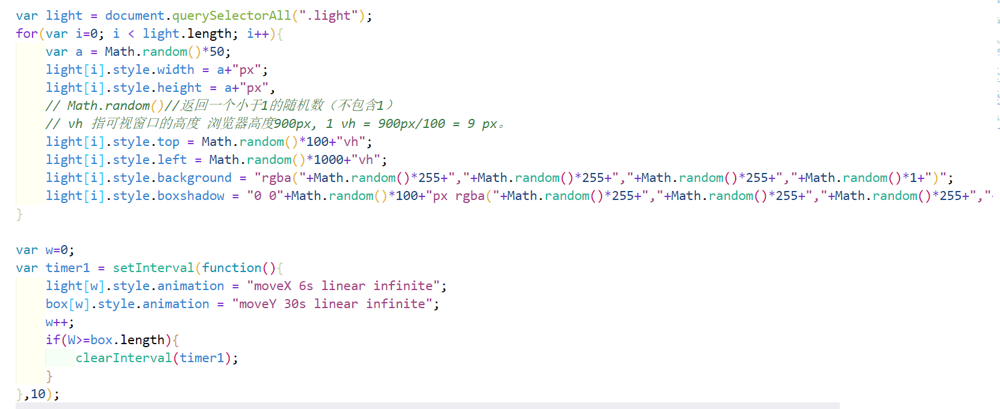 var light = document.querySelectorAll(".light");
for(var i=0; i < light.length; i++){
    var a = Math.random()*50;
    light[i].style.width = a+"px";
    light[i].style.height = a+"px",
    // Math.random()//返回一个小于1的随机数（不包含1）
    // vh 指可视窗口的高度 浏览器高度900px, 1 vh = 900px/100 = 9 px。
    light[i].style.top = Math.random()*100+"vh";
    light[i].style.left = Math.random()*1000+"vh";
    light[i].style.background = "rgba("+Math.random()*255+","+Math.random()*255+","+Math.random()*255+","+Math.random()*1+")";
    light[i].style.boxshadow = "0 0"+Math.random()*100+"px rgba("+Math.random()*255+","+Math.random()*255+","+Math.random()*255+","
}
var w=0;
var timer1 = setInterval(function(){
    light[w].style.animation = "moveX 6s linear infinite";
    box[w].style.animation = "moveY 30s linear infinite";
    w++;
    if(W>=box.length){
        clearInterval(timer1);
    }
},10);